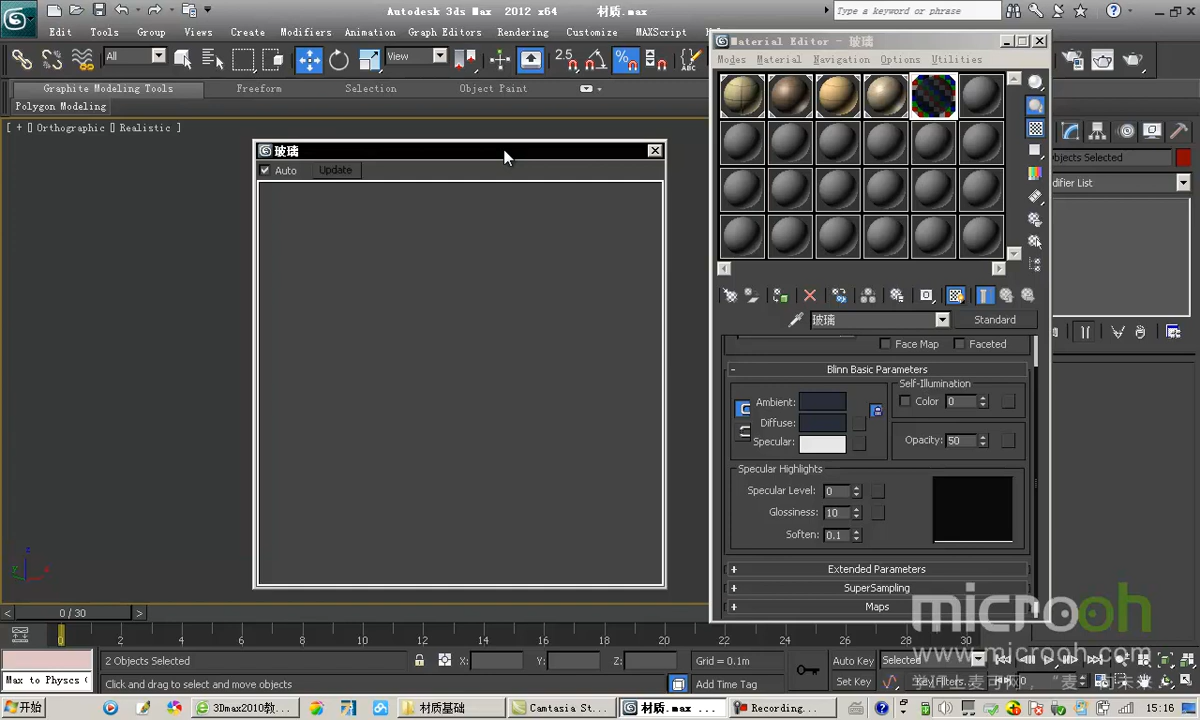 Autodesk 3ds Max 2012 x64 材质.max
Type a keyword or phrase
Edit Tools Group Views Create Modifiers Animation Graph Editors Rendering Customize MAXScript
All
View
2.5
Graphite Modeling Tools Freeform Selection Object Paint
Polygon Modeling
[ + ] Orthographic ] Realistic ]
玻璃
Auto Update
Material Editor - 玻璃
Modes Material Navigation Options Utilities
玻璃 Standard
Face Map Faceted
- Blinn Basic Parameters
Self-Illumination
Ambient:
Color 0
Diffuse:
Specular:
Opacity: 50
Specular Highlights
Specular Level: 0
Glossiness: 10
Soften: 0.1
+ Extended Parameters
+ SuperSampling
+ Maps
bjects Selected
difier List
< 0 / 30 >
0 2 4 6 8 10 12 14 16 18 20 22 24 26 28 30
2 Objects Selected X: Y: Z: Grid = 0.1m Auto Key Selected
Max to Physcs ( Click and drag to select and move objects Add Time Tag Set Key Key Filters... 0
microoh
www.microoh.com
开始 3Dmax2010教... 材质基础 Camtasia St... 材质.max ... Recording... 15:16